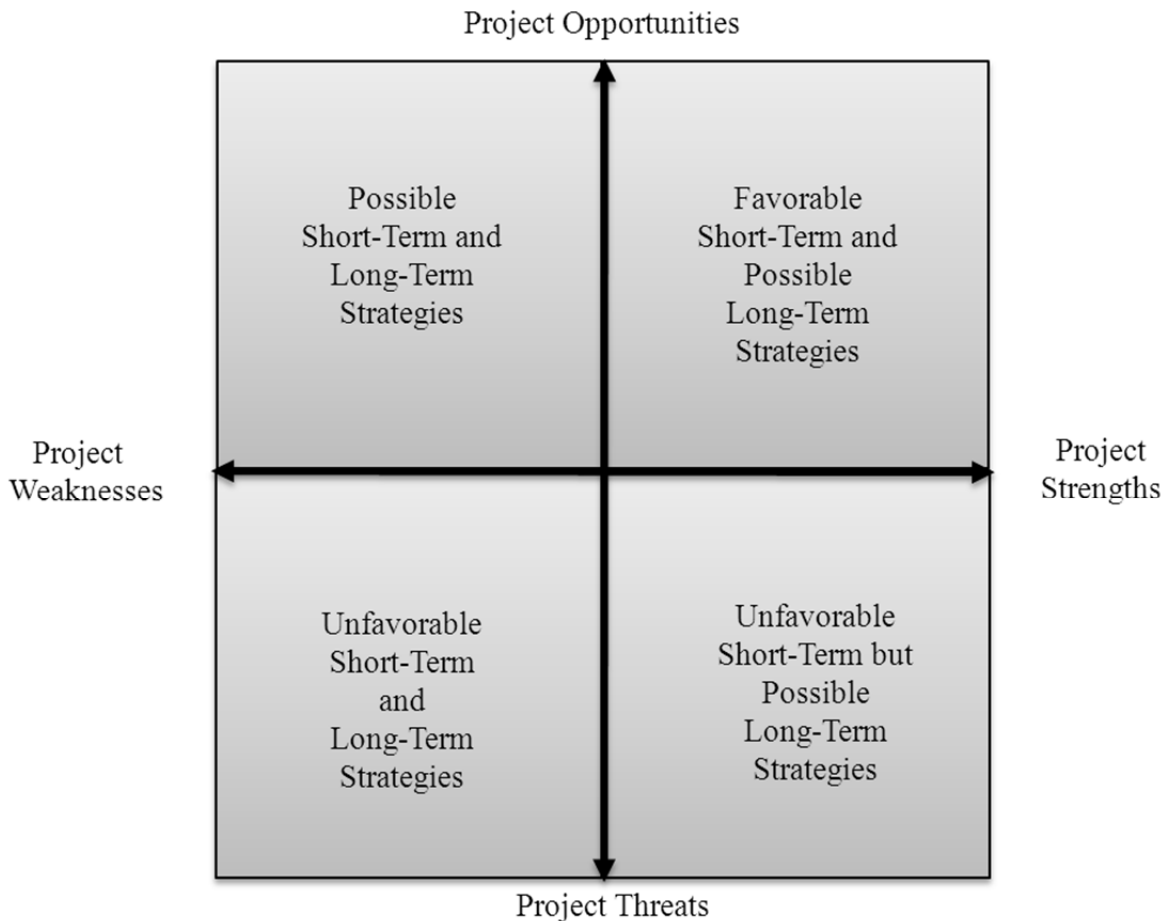 Project Opportunities
Possible
Short-Term and
Long-Term
Strategies
Favorable
Short-Term and
Possible
Long-Term
Strategies
Project
Weaknesses
Project
Strengths
Unfavorable
Short-Term
and
Long-Term
Strategies
Unfavorable
Short-Term but
Possible
Long-Term
Strategies
Project Threats